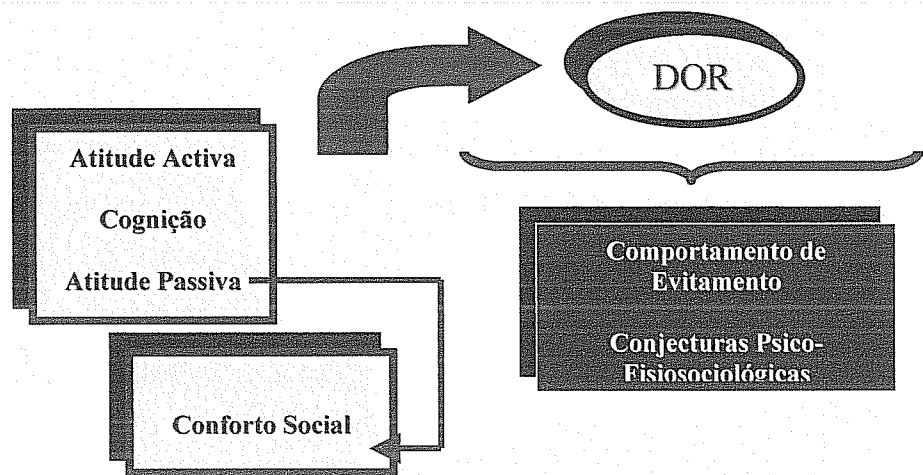 DOR
Atitude Activa
Cognição
Atitude Passiva
Comportamento de
Evitamento
Conjecturas Psico-
Fisiosociológicas
Conforto Social